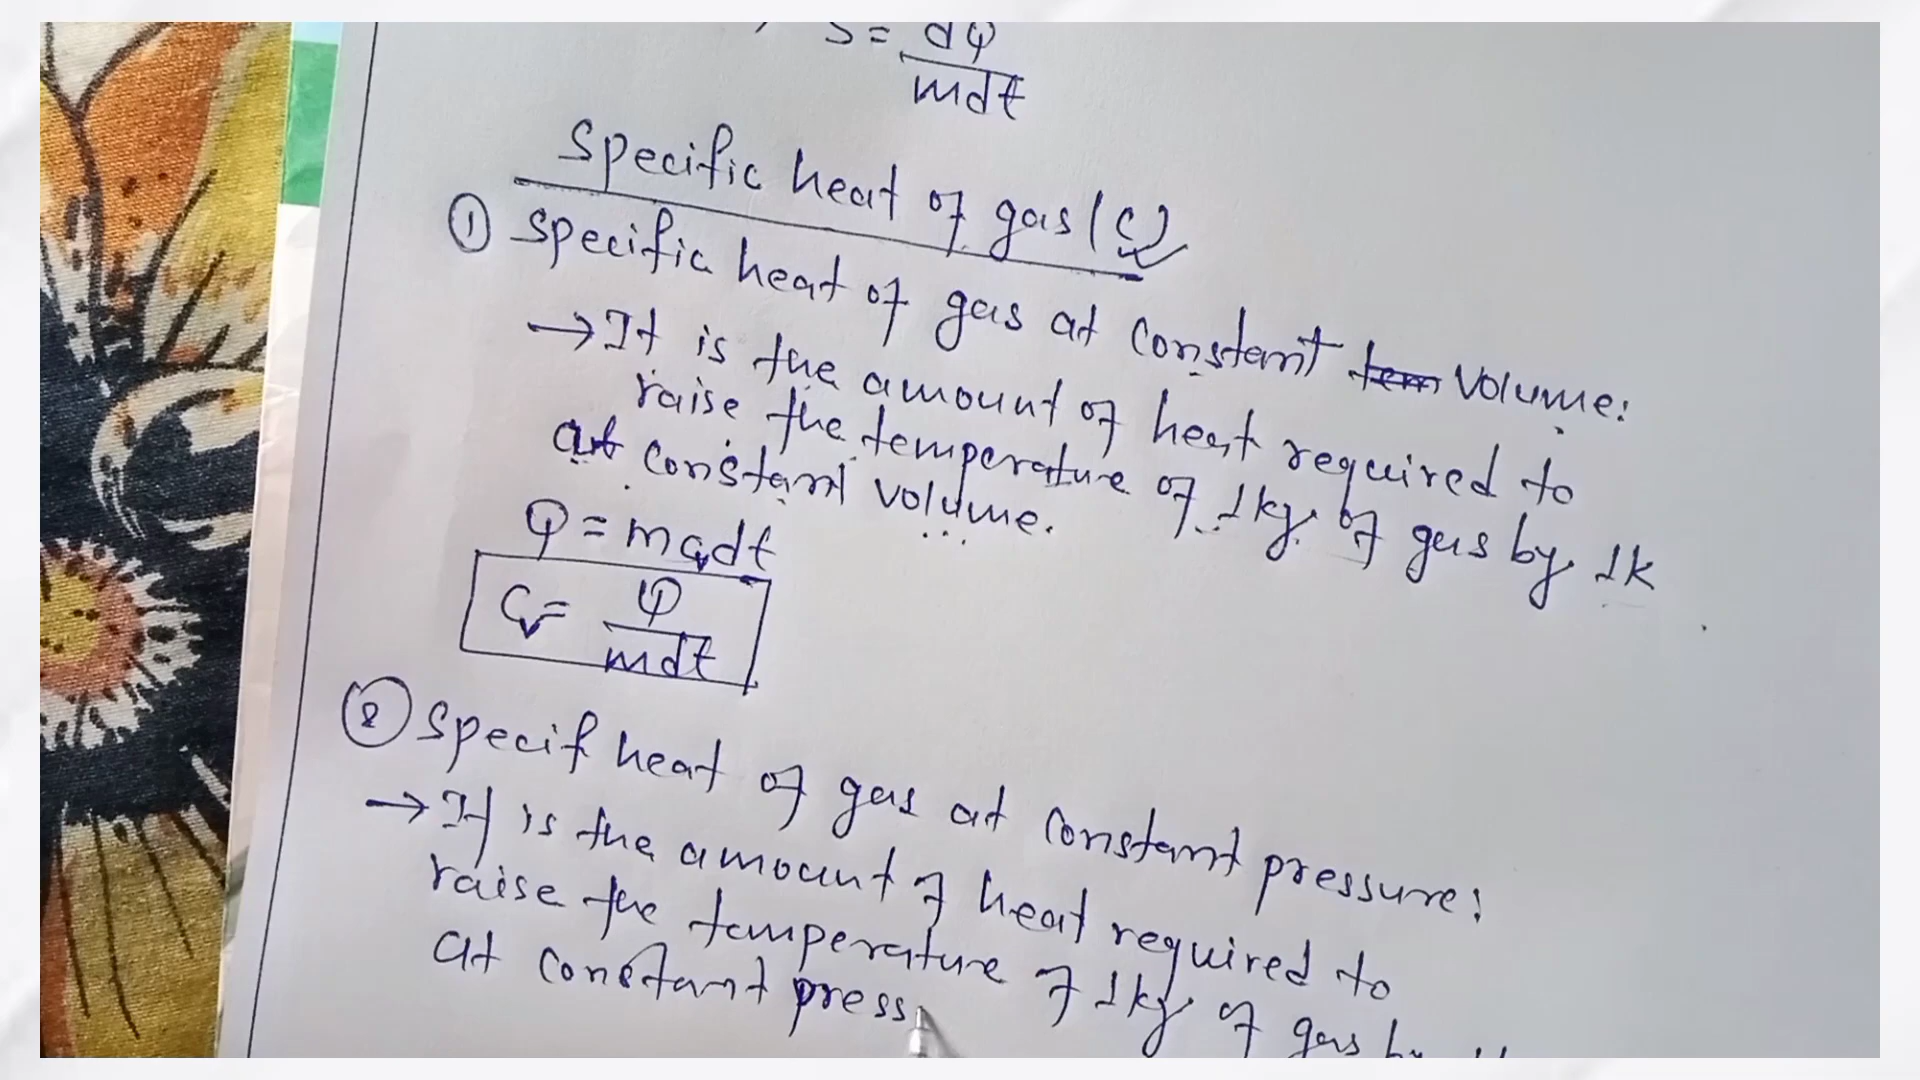 S = dQ
mdt
Specific heat of gas (C)
① Specific heat of gas at constant volume:
→ It is the amount of heat required to
raise the temperature of 1kg of gas by 1k
at constant volume.
Q = mCvdt
Cv = Q
mdt
② Specif heat of gas at constant pressure:
→ It is the amount of heat required to
raise the temperature of 1kg of gas
at constant press